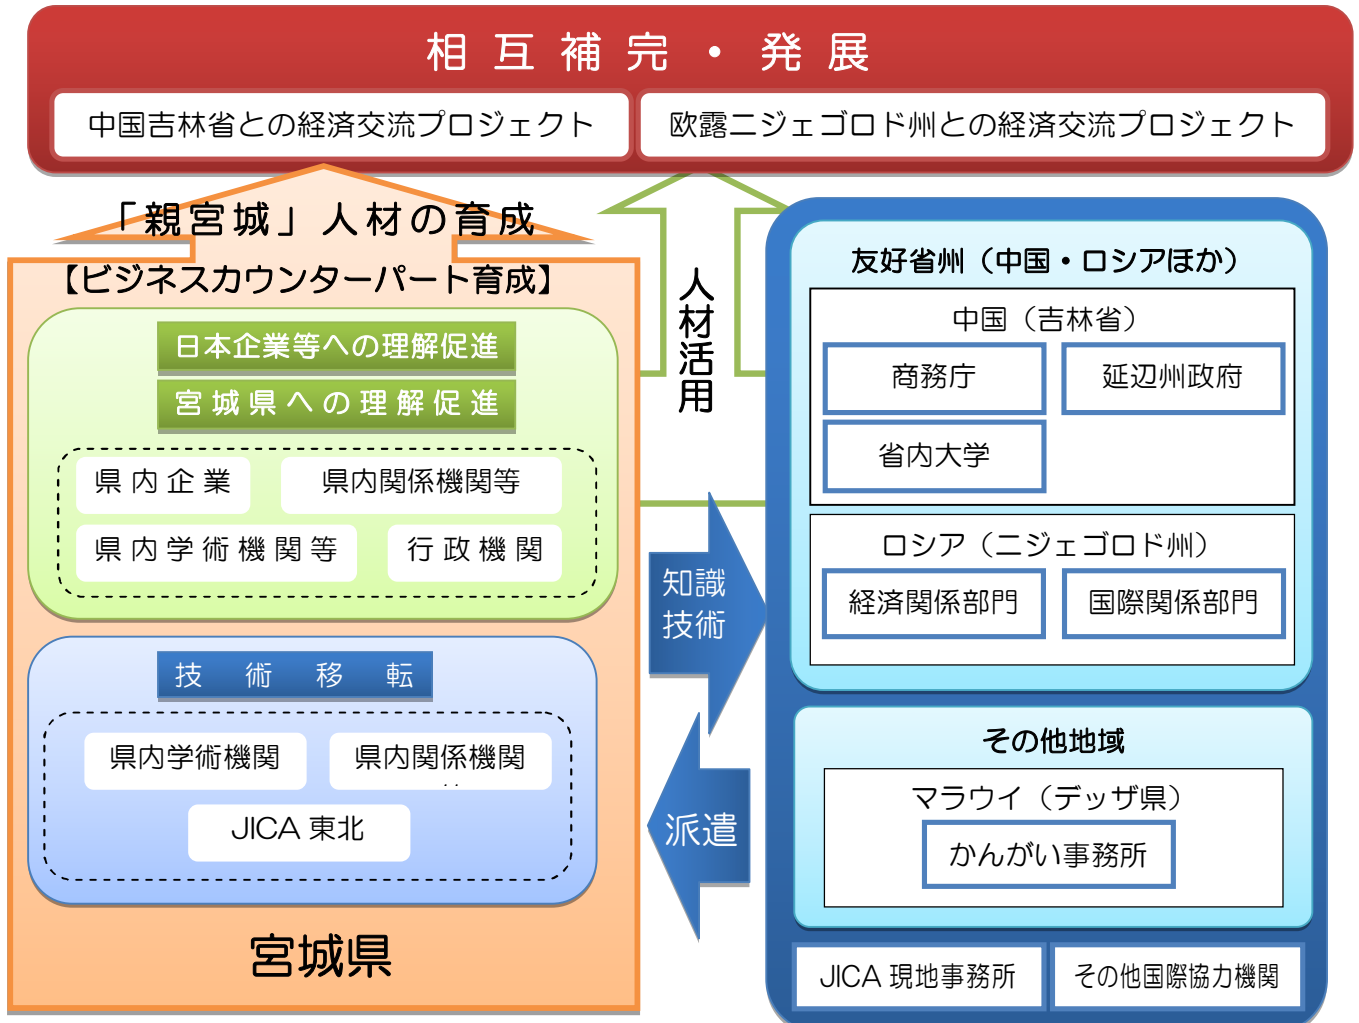 相互補完・発展
中国吉林省との経済交流プロジェクト
欧露ニジェゴロド州との経済交流プロジェクト
「親宮城」人材の育成
【ビジネスカウンターパート育成】
日本企業等への理解促進
宮城県への理解促進
県内企業
県内関係機関等
県内学術機関等
行政機関
技術移転
県内学術機関
県内関係機関
JICA 東北
宮城県
人材活用
知識
技術
派遣
友好省州（中国・ロシアほか）
中国（吉林省）
商務庁
延辺州政府
省内大学
ロシア（ニジェゴロド州）
経済関係部門
国際関係部門
その他地域
マラウイ（デッザ県）
かんがい事務所
JICA 現地事務所
その他国際協力機関